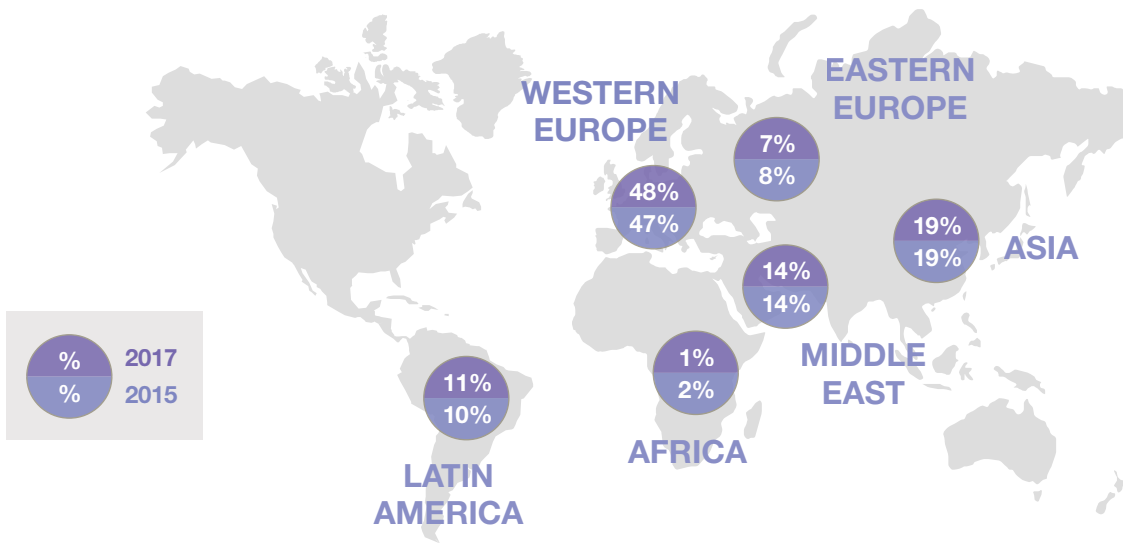 WESTERN
EUROPE
48%
47%
EASTERN
EUROPE
7%
8%
19%
19%
ASIA
14%
14%
MIDDLE
EAST
1%
2%
AFRICA
11%
10%
LATIN
AMERICA
% 2017
% 2015